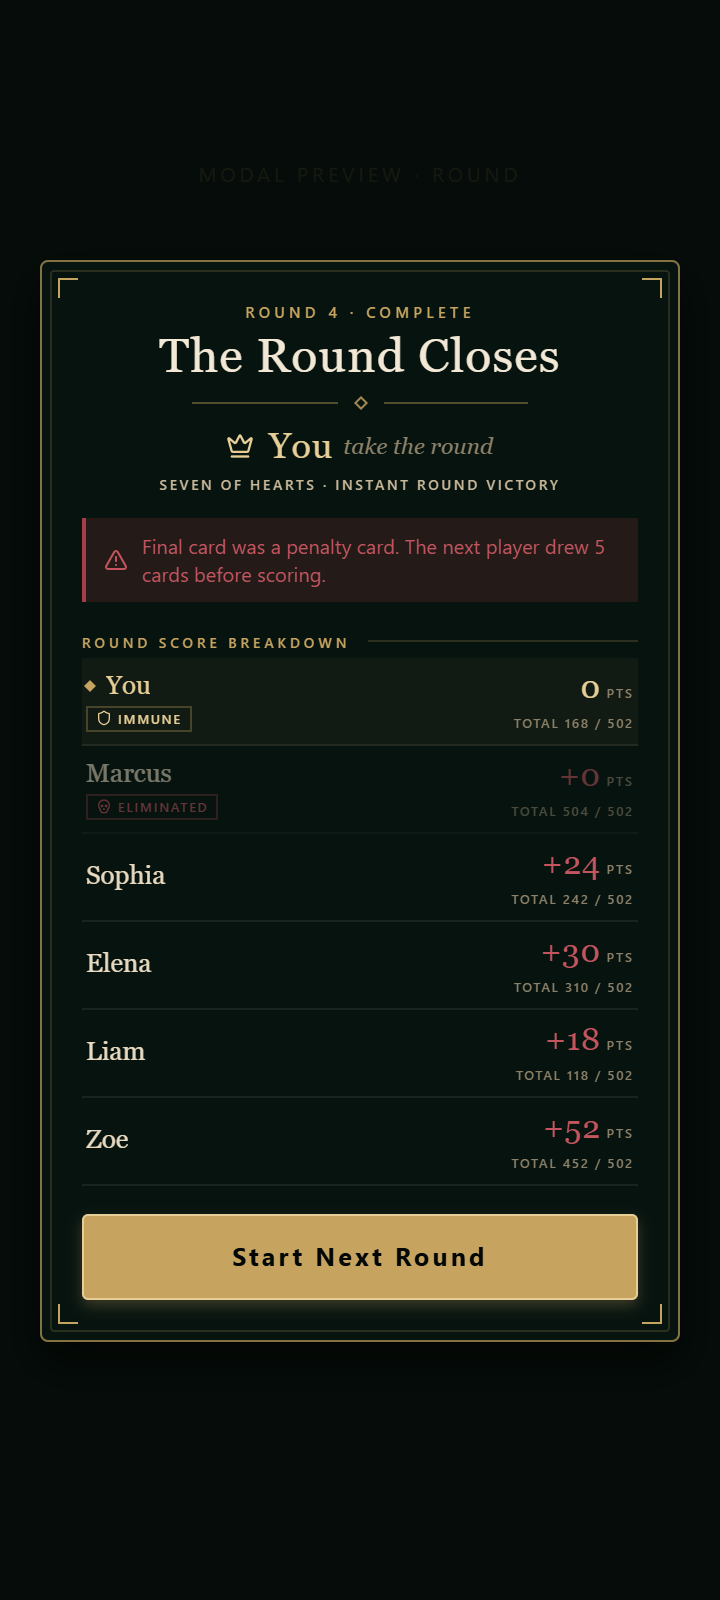 MODAL PREVIEW · ROUND
ROUND 4 · COMPLETE
The Round Closes
You take the round
SEVEN OF HEARTS · INSTANT ROUND VICTORY
Final card was a penalty card. The next player drew 5
cards before scoring.
ROUND SCORE BREAKDOWN
You
0 PTS
IMMUNE
TOTAL 168 / 502
Marcus
+0 PTS
ELIMINATED
TOTAL 504 / 502
Sophia
+24 PTS
TOTAL 242 / 502
Elena
+30 PTS
TOTAL 310 / 502
Liam
+18 PTS
TOTAL 118 / 502
Zoe
+52 PTS
TOTAL 452 / 502
Start Next Round